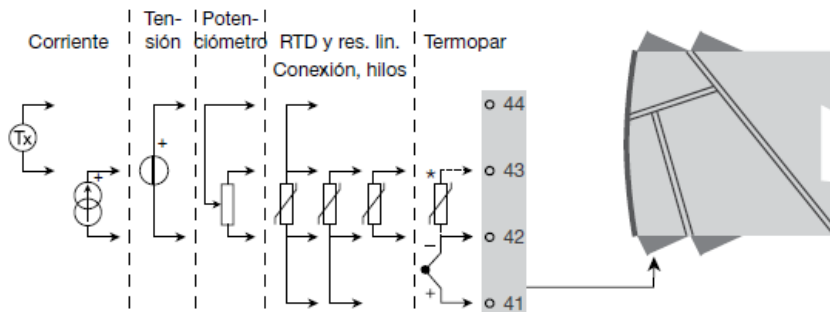 Corriente
Ten-
sión
Poten-
ciómetro
RTD y res. lin.
Conexión, hilos
Termopar
44
Tx
+
43
+
*
42
−
+
41